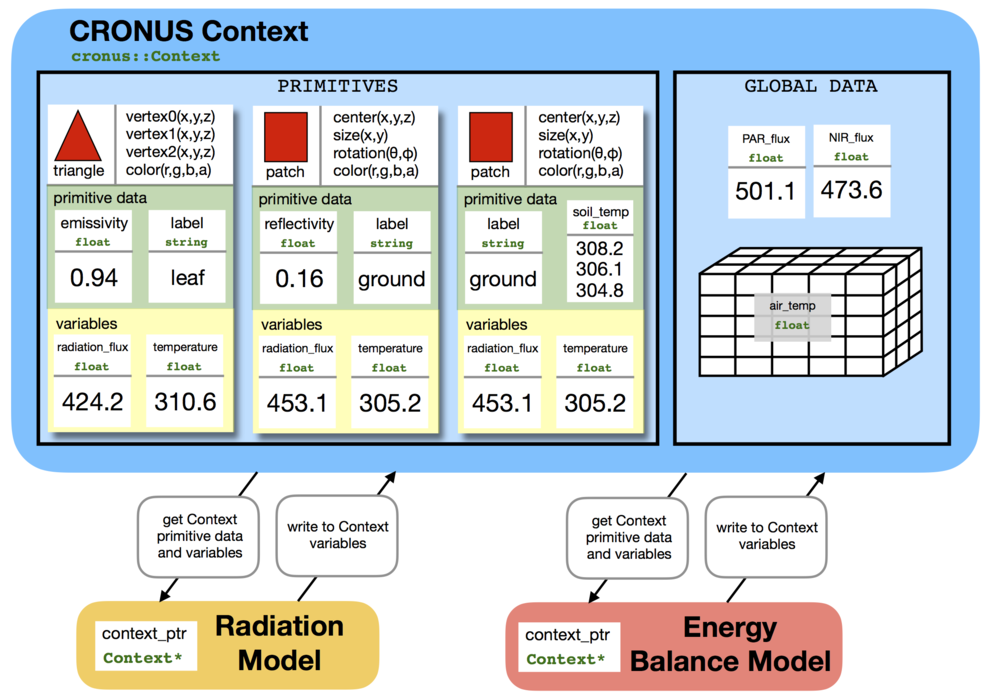 CRONUS Context
cronus::Context
PRIMITIVES
triangle
vertex0(x,y,z)
vertex1(x,y,z)
vertex2(x,y,z)
color(r,g,b,a)
primitive data
emissivity
float
0.94
label
string
leaf
variables
radiation_flux
float
424.2
temperature
float
310.6
patch
center(x,y,z)
size(x,y)
rotation(θ,φ)
color(r,g,b,a)
primitive data
reflectivity
float
0.16
label
string
ground
variables
radiation_flux
float
453.1
temperature
float
305.2
patch
center(x,y,z)
size(x,y)
rotation(θ,φ)
color(r,g,b,a)
primitive data
label
string
ground
soil_temp
float
308.2
306.1
304.8
variables
radiation_flux
float
453.1
temperature
float
305.2
GLOBAL DATA
PAR_flux
float
501.1
NIR_flux
float
473.6
air_temp
float
get Context
primitive data
and variables
write to Context
variables
get Context
primitive data
and variables
write to Context
variables
context_ptr
Context*
Radiation
Model
context_ptr
Context*
Energy
Balance Model